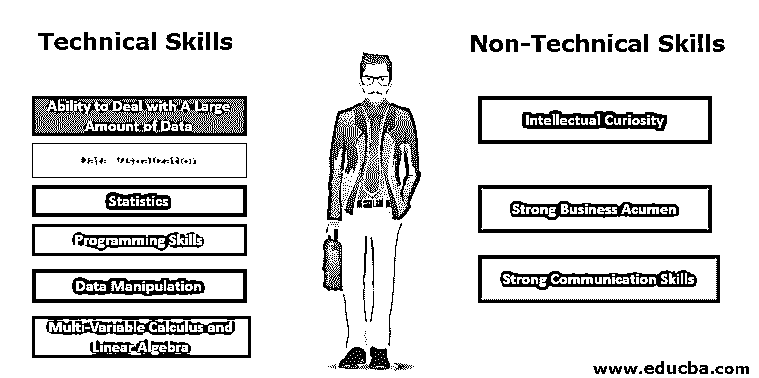 Technical Skills
Ability to Deal with A Large
Amount of Data
Data Visualization
Statistics
Programming Skills
Data Manipulation
Multi-Variable Calculus and
Linear Algebra
Non-Technical Skills
Intellectual Curiosity
Strong Business Acumen
Strong Communication Skills
www.educba.com